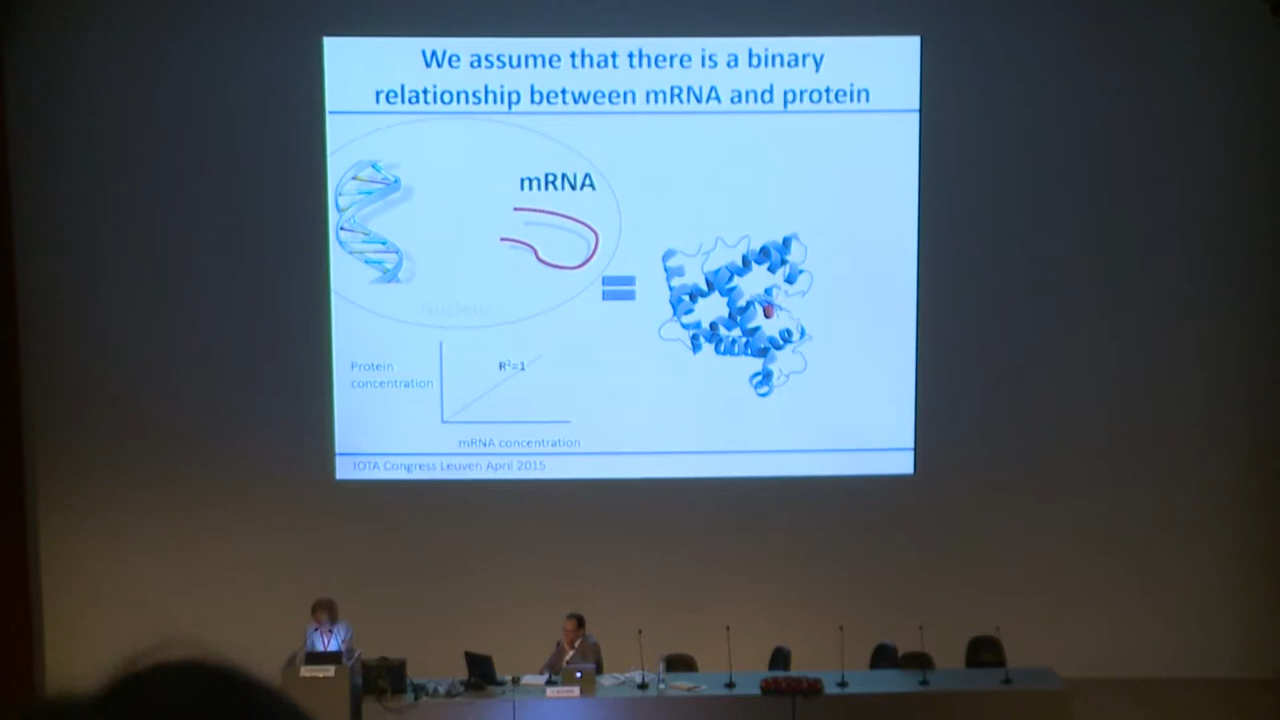 We assume that there is a binary
relationship between mRNA and protein
mRNA
Nucleus
Protein
concentration
R²=1
mRNA concentration
IOTA Congress Leuven April 2015